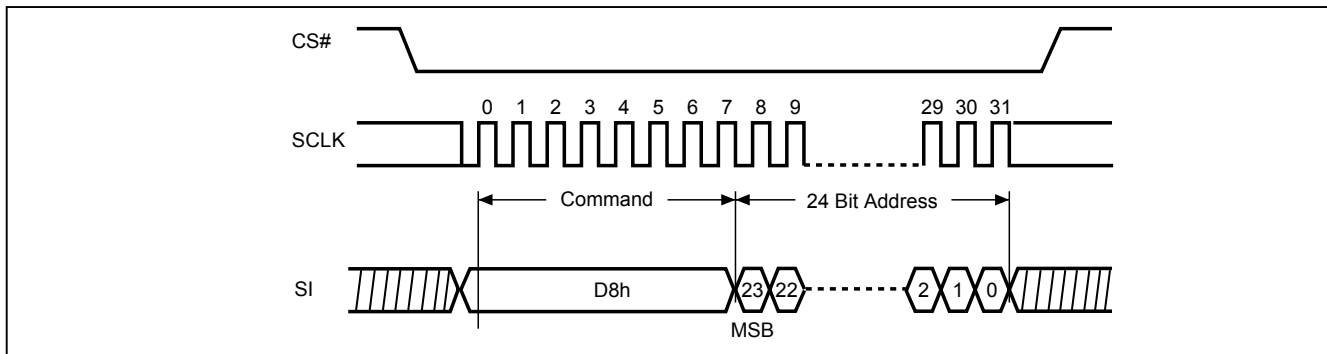 CS#
0 1 2 3 4 5 6 7 8 9 29 30 31
SCLK
Command 24 Bit Address
SI D8h 23 22 2 1 0
MSB